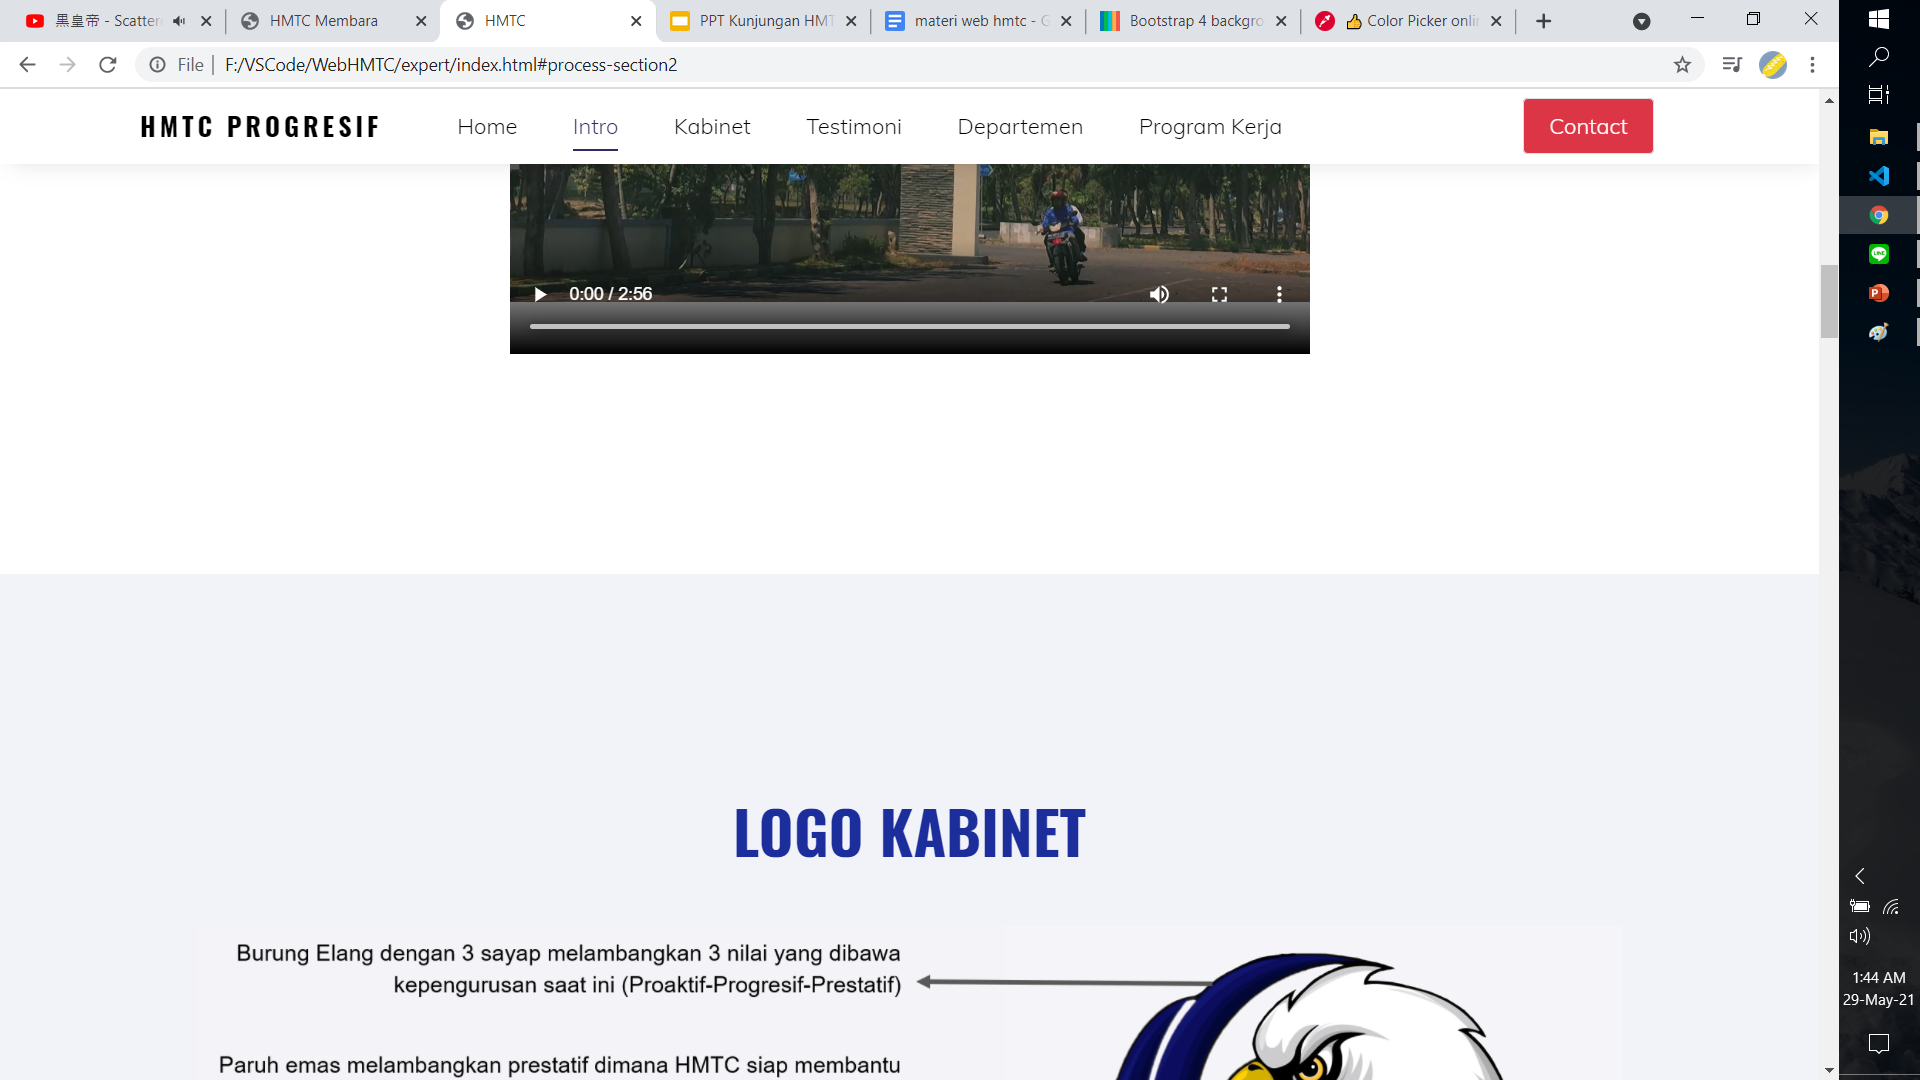 黒皇帝 - Scatter
HMTC Membara
HMTC
PPT Kunjungan HMT
materi web hmtc - G
Bootstrap 4 backgro
Color Picker onli
File
F:/VSCode/WebHMTC/expert/index.html#process-section2
HMTC PROGRESIF
Home
Intro
Kabinet
Testimoni
Departemen
Program Kerja
Contact
0:00 / 2:56
LOGO KABINET
Burung Elang dengan 3 sayap melambangkan 3 nilai yang dibawa
kepengurusan saat ini (Proaktif-Progresif-Prestatif)
Paruh emas melambangkan prestatif dimana HMTC siap membantu
1:44 AM
29-May-21